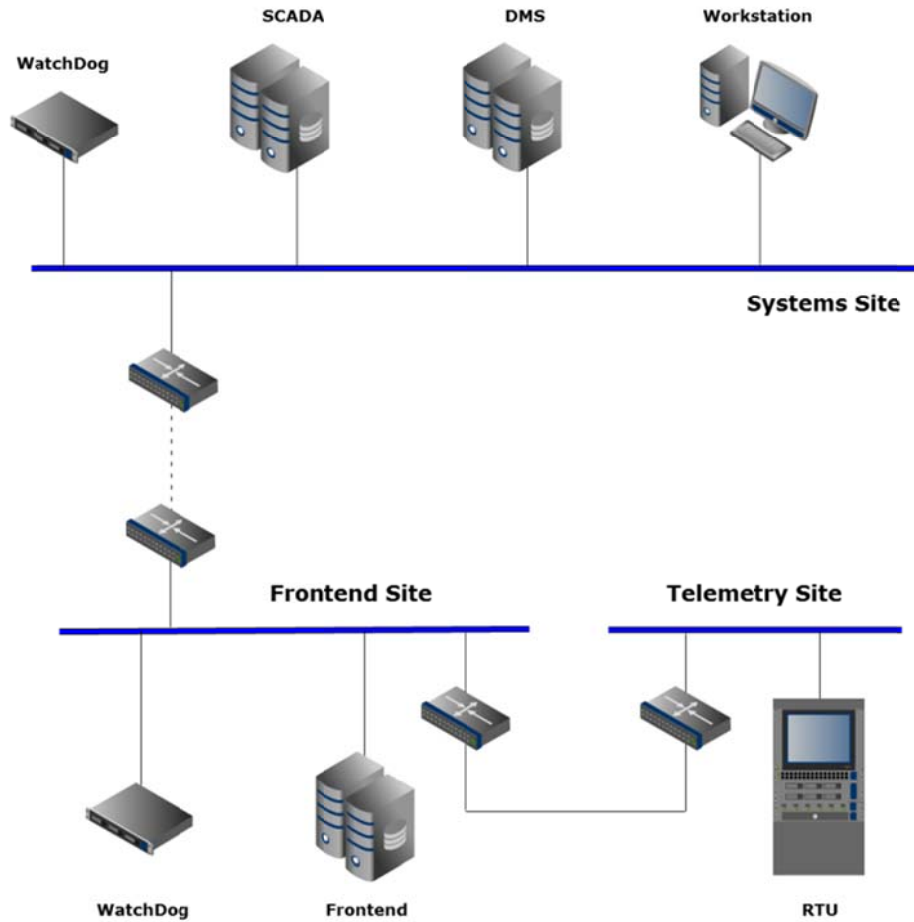 SCADA
DMS
Workstation
WatchDog
Systems Site
Frontend Site
Telemetry Site
WatchDog
Frontend
RTU